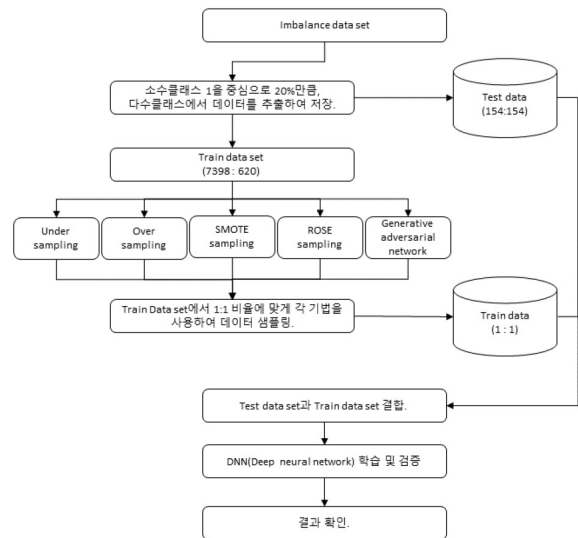 Imbalance data set
소수클래스 1을 중심으로 20%만큼,
다수클래스에서 데이터를 추출하여 저장.
Test data
(154:154)
Train data set
(7398 : 620)
Under
sampling
Over
sampling
SMOTE
sampling
ROSE
sampling
Generative
adversarial
network
Train Data set에서 1:1 비율에 맞게 각 기법을
사용하여 데이터 샘플링.
Train data
(1 : 1)
Test data set과 Train data set 결합.
DNN(Deep neural network) 학습 및 검증
결과 확인.